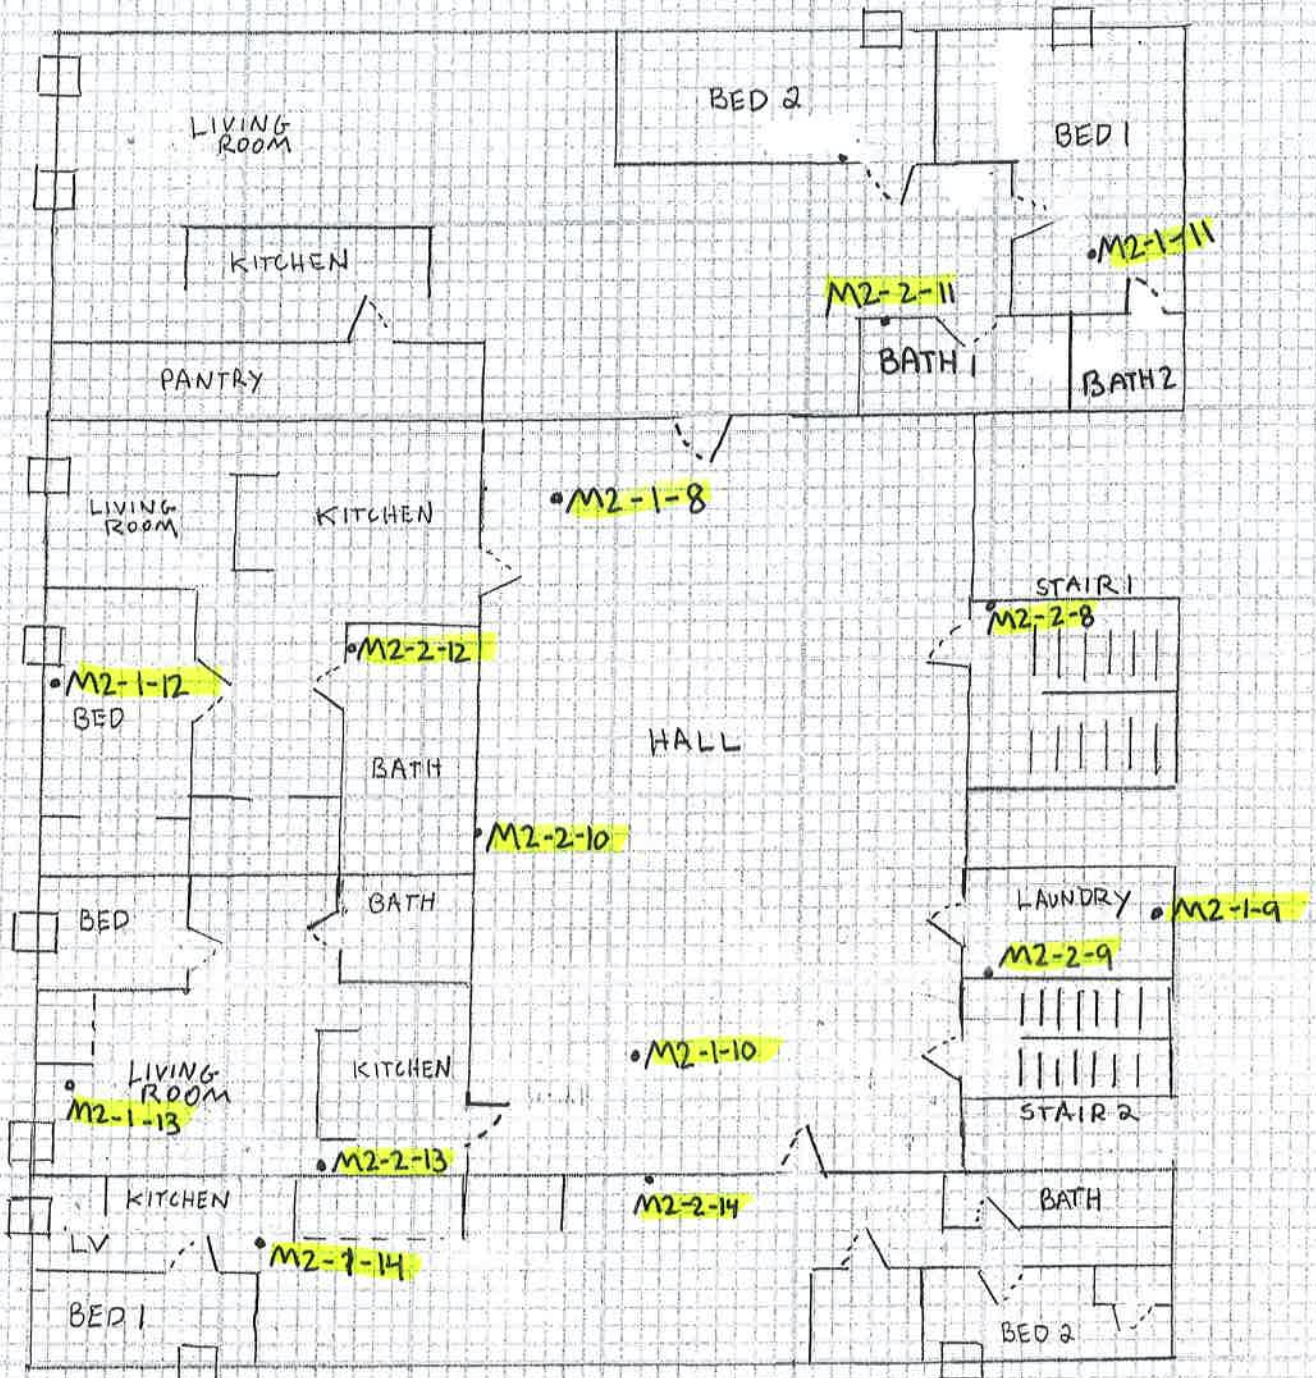 BED 2
LIVING
ROOM
BED 1
KITCHEN
M2-1-11
M2-2-11
BATH 1
PANTRY
BATH 2
M2-1-8
LIVING
ROOM
KITCHEN
STAIR 1
M2-2-8
M2-2-12
M2-1-12
BED
HALL
BATH
M2-2-10
BED
BATH
LAUNDRY
M2-1-9
M2-2-9
M2-1-10
LIVING
ROOM
KITCHEN
M2-1-13
STAIR 2
M2-2-13
KITCHEN
M2-2-14
BATH
LV
M2-1-14
BED 1
BED 2